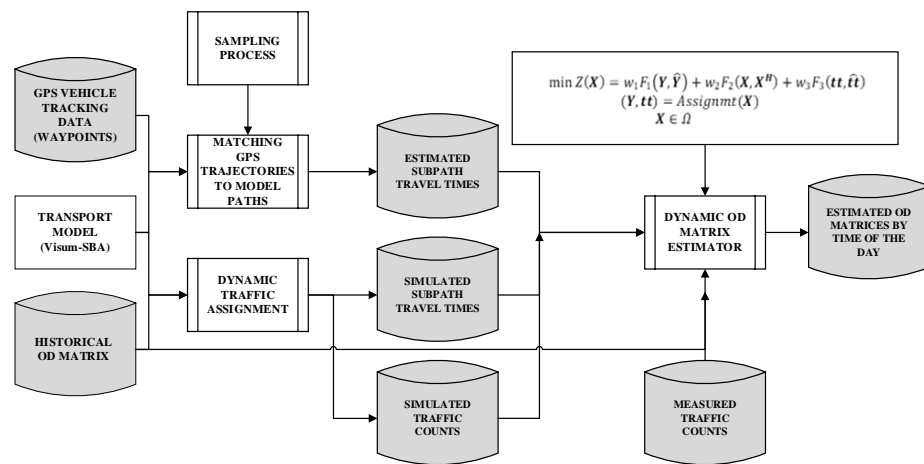 SAMPLING
PROCESS
GPS VEHICLE
TRACKING
DATA
(WAYPOINTS)
MATCHING
GPS
TRAJECTORIES
TO MODEL
PATHS
ESTIMATED
SUBPATH
TRAVEL TIMES
min Z(X) = w₁F₁(Y, Ŷ) + w₂F₂(X, Xᴴ) + w₃F₃(tt, t̂t)
(Y, tt) = Assignmt(X)
X ∈ Ω
TRANSPORT
MODEL
(Visum-SBA)
DYNAMIC OD
MATRIX
ESTIMATOR
ESTIMATED OD
MATRICES BY
TIME OF THE
DAY
DYNAMIC
TRAFFIC
ASSIGNMENT
SIMULATED
SUBPATH
TRAVEL TIMES
HISTORICAL
OD MATRIX
SIMULATED
TRAFFIC
COUNTS
MEASURED
TRAFFIC
COUNTS